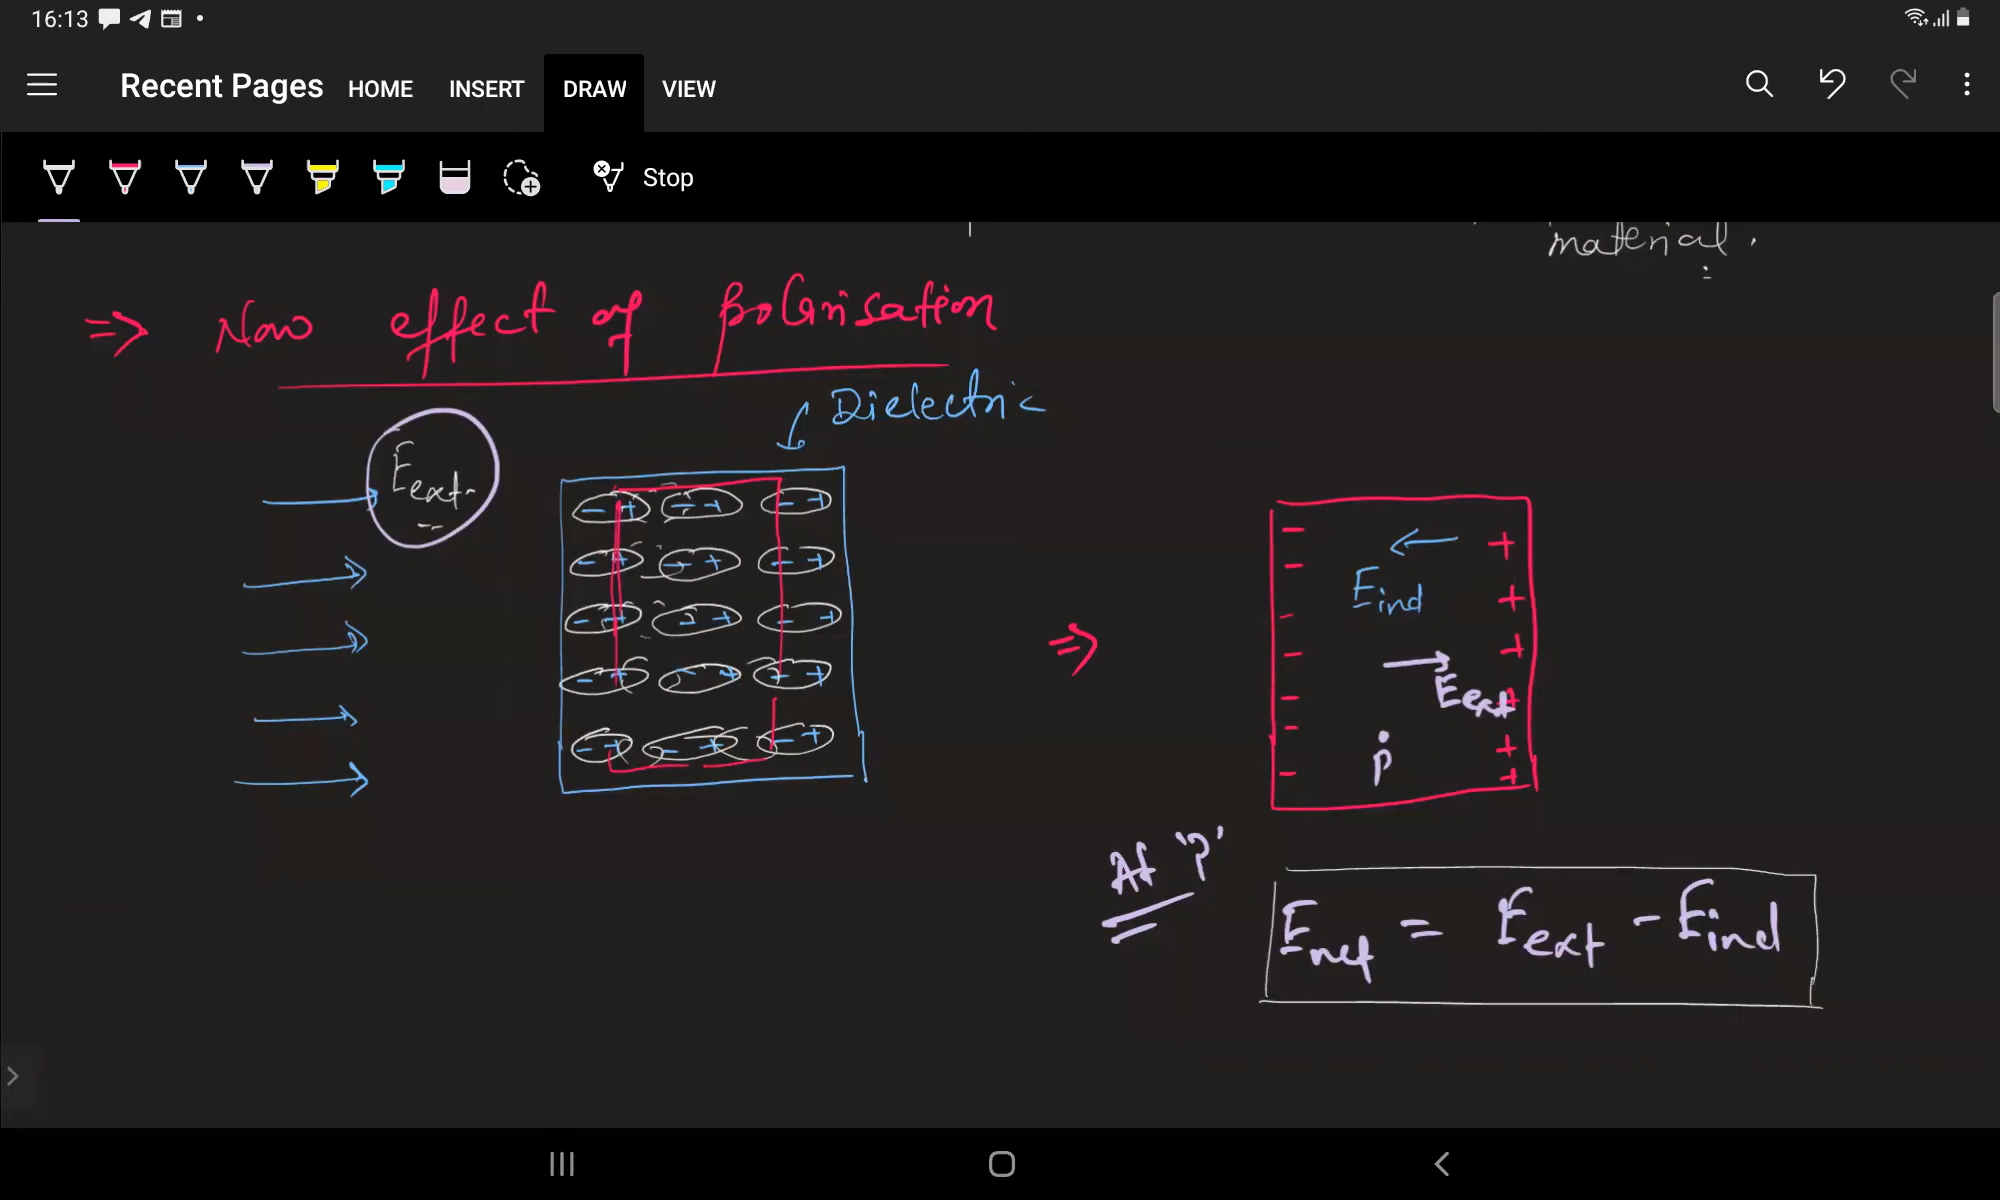 16:13
Recent Pages HOME INSERT DRAW VIEW
Stop
material.
=> Now effect of polarisation
Dielectric
Eext.
- + - + - +
- + - + - +
- + - + - +
- + - + - +
- + - + - +
=>
- - - - - - -
Eind
Eext
p
+ + + + + +
At 'p'
Enet = Eext - Eind